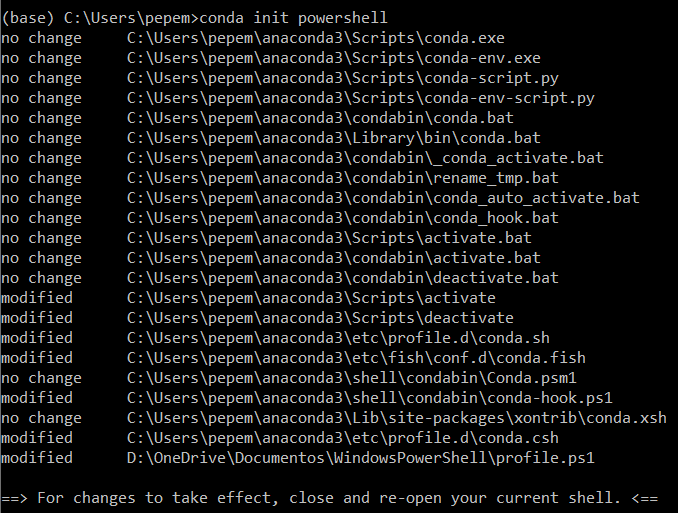 (base) C:\Users\pepem>conda init powershell
no change     C:\Users\pepem\anaconda3\Scripts\conda.exe
no change     C:\Users\pepem\anaconda3\Scripts\conda-env.exe
no change     C:\Users\pepem\anaconda3\Scripts\conda-script.py
no change     C:\Users\pepem\anaconda3\Scripts\conda-env-script.py
no change     C:\Users\pepem\anaconda3\condabin\conda.bat
no change     C:\Users\pepem\anaconda3\Library\bin\conda.bat
no change     C:\Users\pepem\anaconda3\condabin\_conda_activate.bat
no change     C:\Users\pepem\anaconda3\condabin\rename_tmp.bat
no change     C:\Users\pepem\anaconda3\condabin\conda_auto_activate.bat
no change     C:\Users\pepem\anaconda3\condabin\conda_hook.bat
no change     C:\Users\pepem\anaconda3\Scripts\activate.bat
no change     C:\Users\pepem\anaconda3\condabin\activate.bat
no change     C:\Users\pepem\anaconda3\condabin\deactivate.bat
modified      C:\Users\pepem\anaconda3\Scripts\activate
modified      C:\Users\pepem\anaconda3\Scripts\deactivate
modified      C:\Users\pepem\anaconda3\etc\profile.d\conda.sh
modified      C:\Users\pepem\anaconda3\etc\fish\conf.d\conda.fish
no change     C:\Users\pepem\anaconda3\shell\condabin\Conda.psm1
modified      C:\Users\pepem\anaconda3\shell\condabin\conda-hook.ps1
no change     C:\Users\pepem\anaconda3\Lib\site-packages\xontrib\conda.xsh
modified      C:\Users\pepem\anaconda3\etc\profile.d\conda.csh
modified      D:\OneDrive\Documentos\WindowsPowerShell\profile.ps1
==> For changes to take effect, close and re-open your current shell. <==